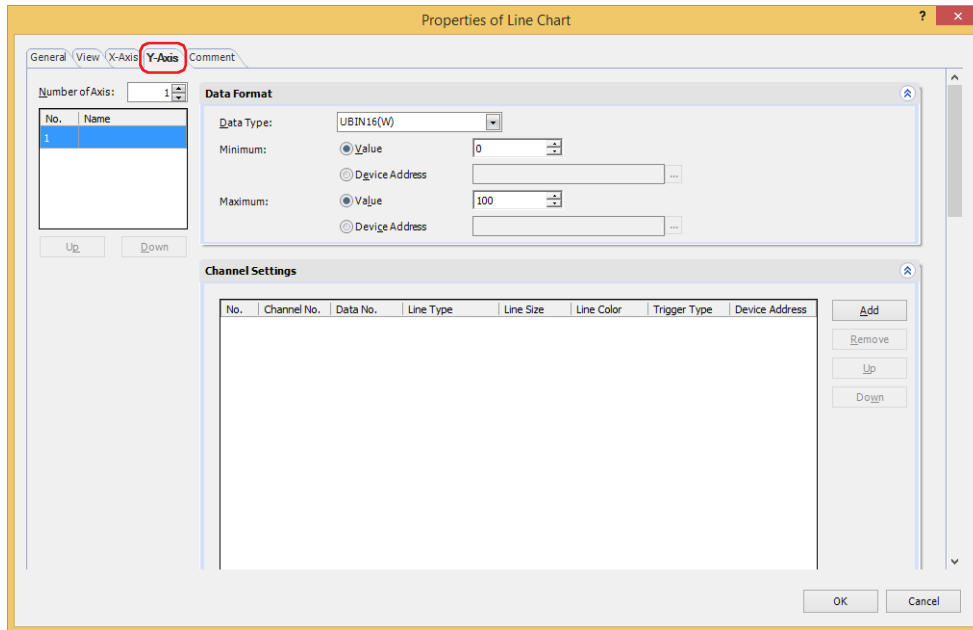 Properties of Line Chart
? ×
General View X-Axis Y-Axis Comment
Number of Axis: 1
No. Name
1
Up Down
Data Format
Data Type: UBIN16(W)
Minimum: Value 0
Device Address ...
Maximum: Value 100
Device Address ...
Channel Settings
No. Channel No. Data No. Line Type Line Size Line Color Trigger Type Device Address
Add
Remove
Up
Down
OK Cancel